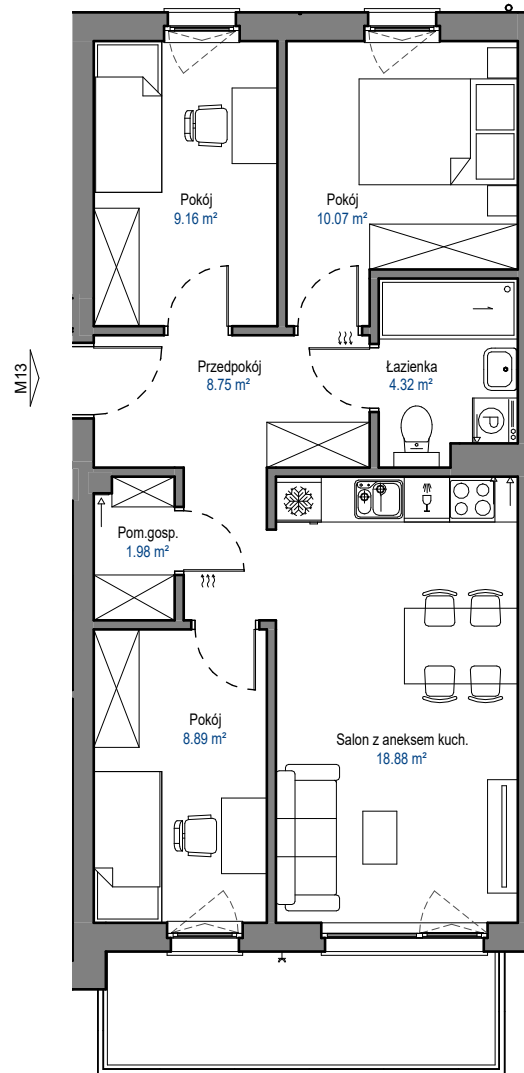 Pokój
9.16 m²
Pokój
10.07 m²
M13
Przedpokój
8.75 m²
Łazienka
4.32 m²
P
Pom.gosp.
1.98 m²
Pokój
8.89 m²
Salon z aneksem kuch.
18.88 m²